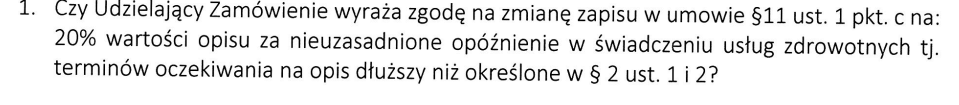 1. Czy Udzielający Zamówienie wyraża zgodę na zmianę zapisu w umowie §11 ust. 1 pkt. c na:
20% wartości opisu za nieuzasadnione opóźnienie w świadczeniu usług zdrowotnych tj.
terminów oczekiwania na opis dłuższy niż określone w § 2 ust. 1 i 2?